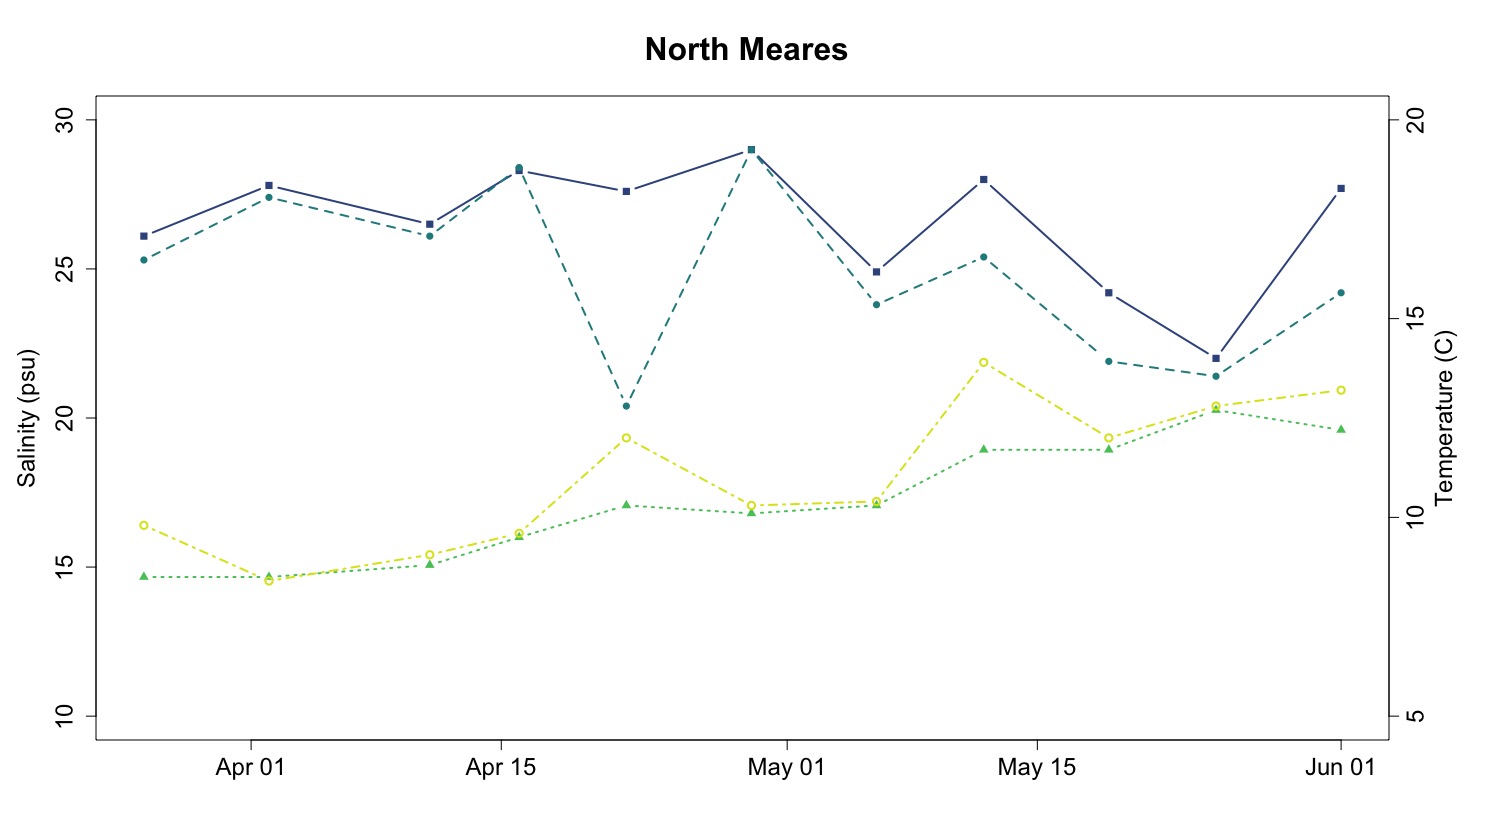 North Meares
Salinity (psu)
30
25
20
15
10
Apr 01
Apr 15
May 01
May 15
Jun 01
20
15
10
5
Temperature (C)